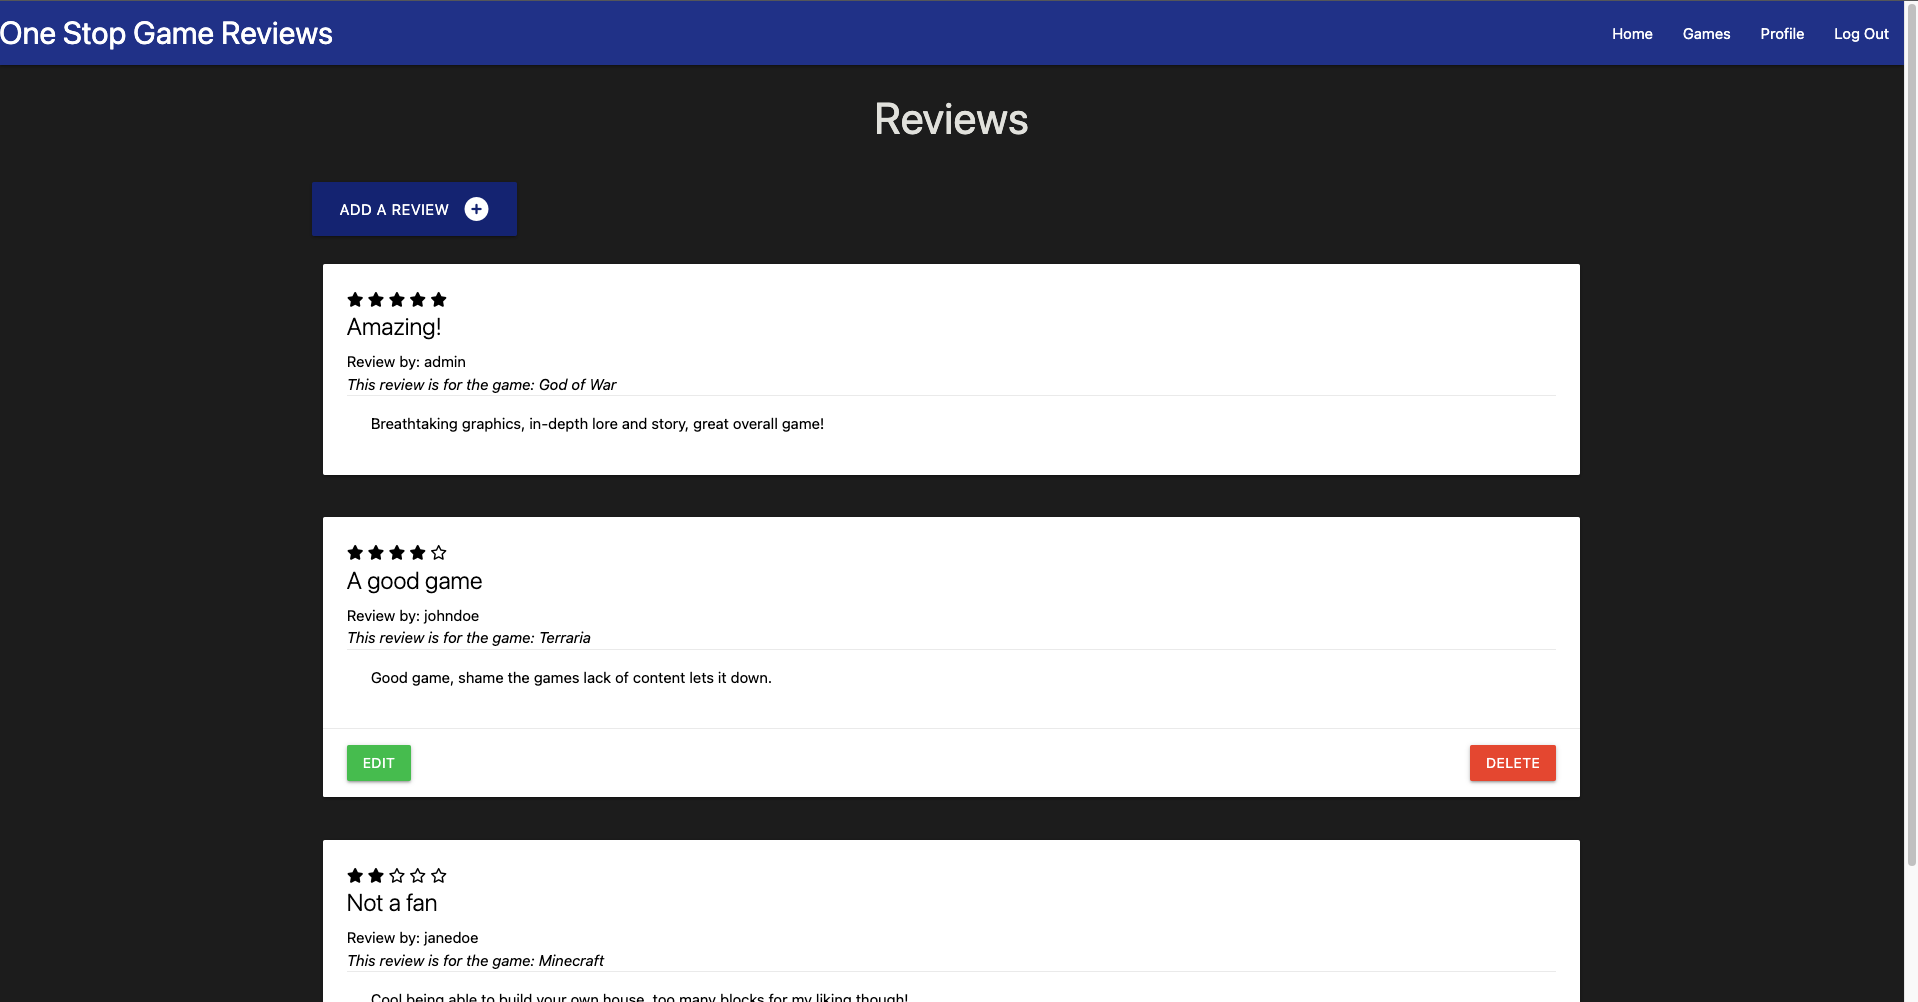 One Stop Game Reviews
Home Games Profile Log Out
Reviews
ADD A REVIEW
Amazing!
Review by: admin
This review is for the game: God of War
Breathtaking graphics, in-depth lore and story, great overall game!
A good game
Review by: johndoe
This review is for the game: Terraria
Good game, shame the games lack of content lets it down.
EDIT DELETE
Not a fan
Review by: janedoe
This review is for the game: Minecraft
Cool being able to build your own house, too many blocks for my liking though!